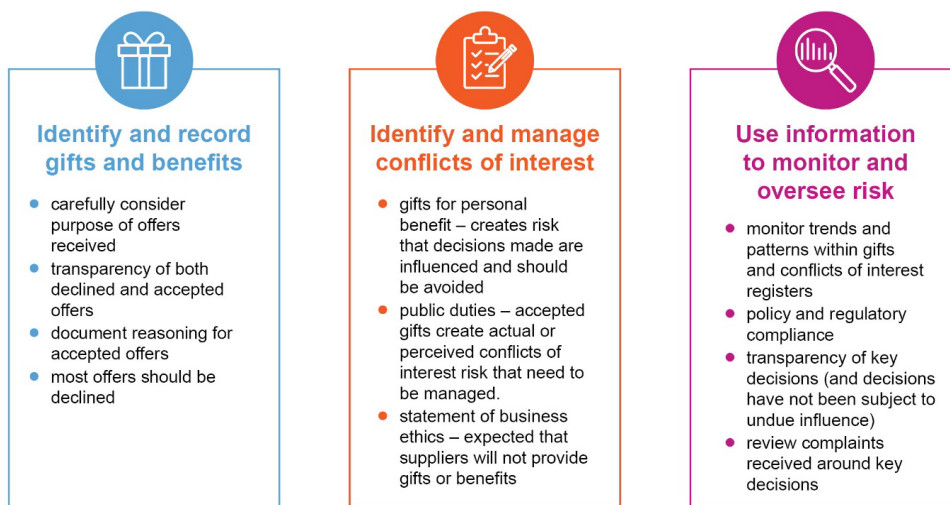 Identify and record
gifts and benefits
carefully consider
purpose of offers
received
transparency of both
declined and accepted
offers
document reasoning for
accepted offers
most offers should be
declined
Identify and manage
conflicts of interest
gifts for personal
benefit – creates risk
that decisions made are
influenced and should
be avoided
public duties – accepted
gifts create actual or
perceived conflicts of
interest risk that need to
be managed.
statement of business
ethics – expected that
suppliers will not provide
gifts or benefits
Use information
to monitor and
oversee risk
monitor trends and
patterns within gifts
and conflicts of interest
registers
policy and regulatory
compliance
transparency of key
decisions (and decisions
have not been subject to
undue influence)
review complaints
received around key
decisions